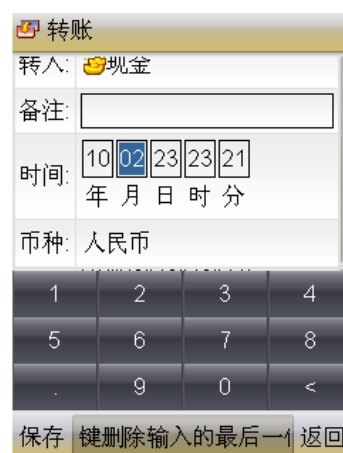 转账
转入: 现金
备注:
时间: 10 02 23 23 21
年 月 日 时 分
币种: 人民币
1 2 3 4
5 6 7 8
. 9 0 <
保存 键删除输入的最后一 返回